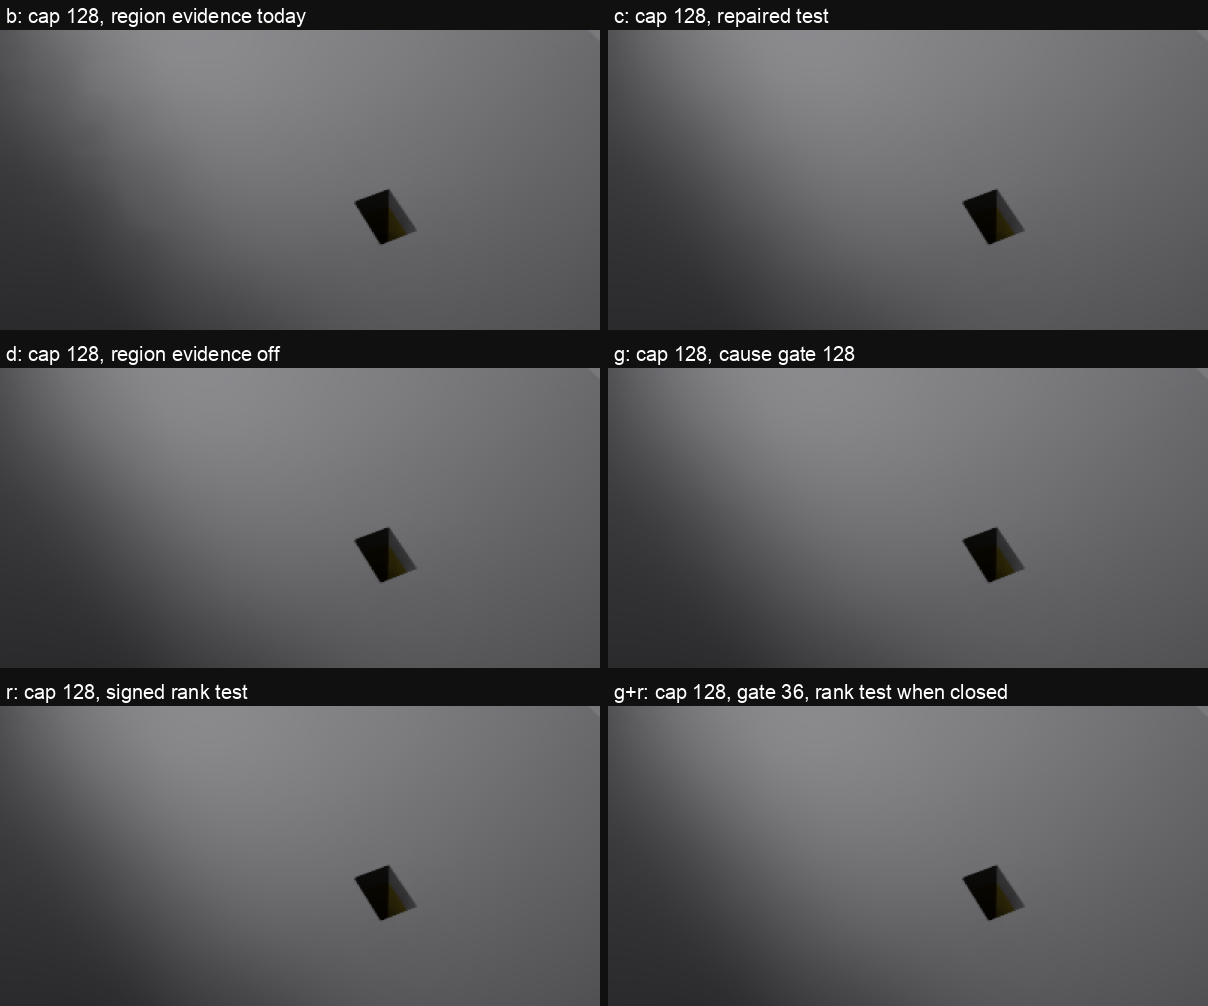 b: cap 128, region evidence today
c: cap 128, repaired test
d: cap 128, region evidence off
g: cap 128, cause gate 128
r: cap 128, signed rank test
g+r: cap 128, gate 36, rank test when closed